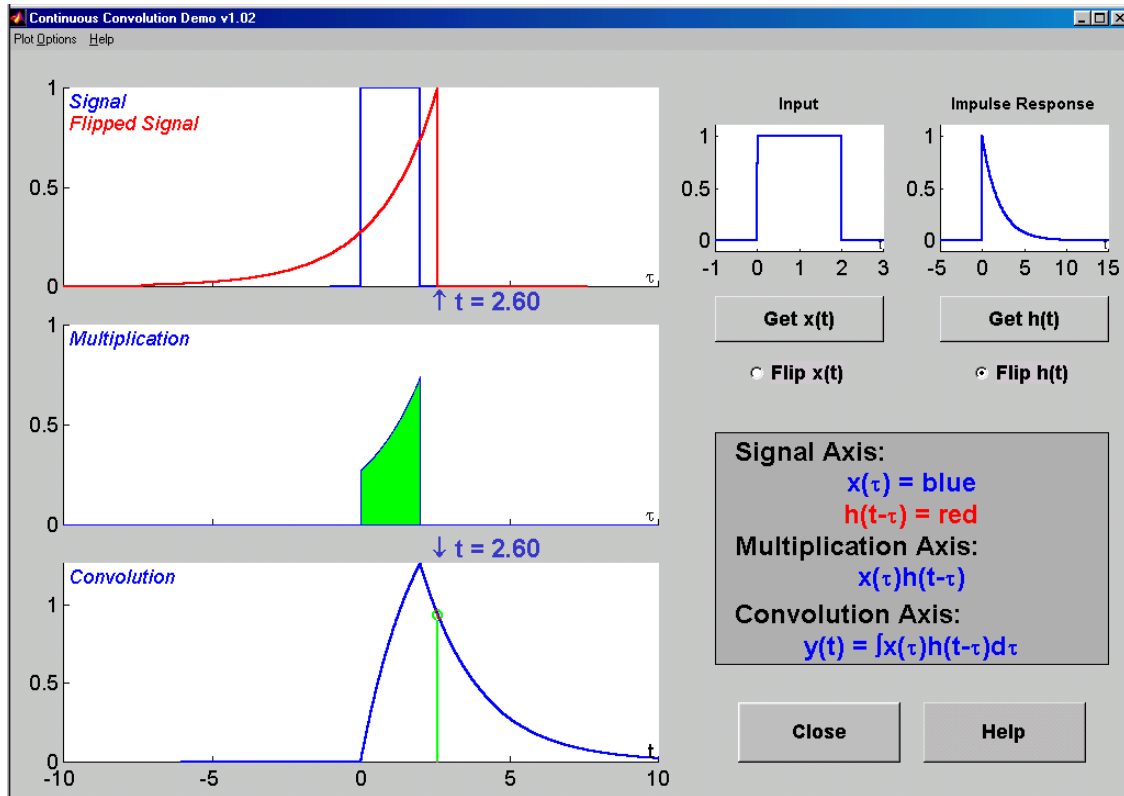 Continuous Convolution Demo v1.02
Plot Options Help
Signal
Flipped Signal
1
0.5
0
τ
↑ t = 2.60
Multiplication
1
0.5
0
τ
↓ t = 2.60
Convolution
1
0.5
0
t
-10 -5 0 5 10
Input
1
0.5
0
τ
-1 0 1 2 3
Impulse Response
1
0.5
0
τ
-5 0 5 10 15
Get x(t) Get h(t)
Flip x(t) Flip h(t)
Signal Axis:
x(τ) = blue
h(t-τ) = red
Multiplication Axis:
x(τ)h(t-τ)
Convolution Axis:
y(t) = ∫x(τ)h(t-τ)dτ
Close Help